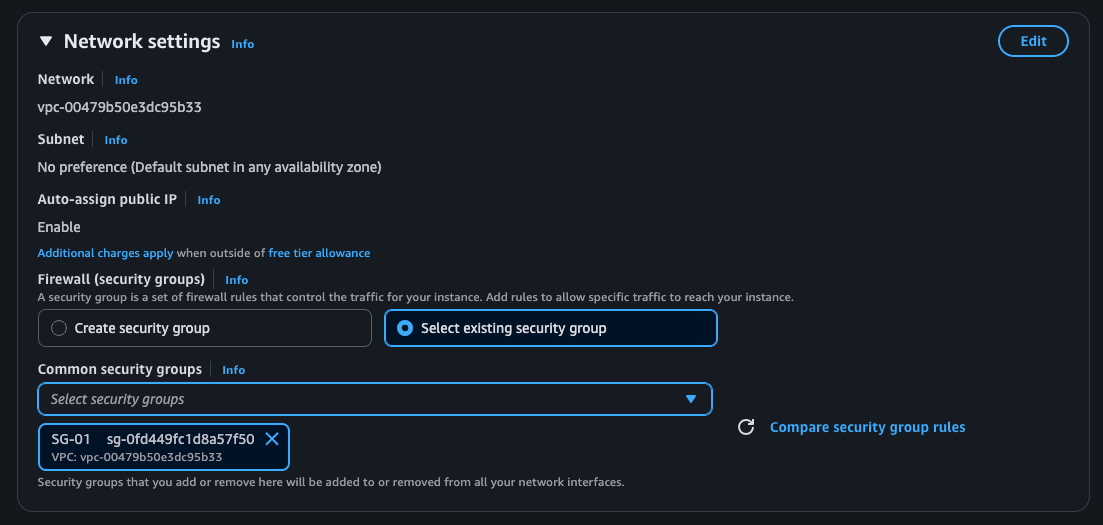 Network settings Info
Edit
Network Info
vpc-00479b50e3dc95b33
Subnet Info
No preference (Default subnet in any availability zone)
Auto-assign public IP Info
Enable
Additional charges apply when outside of free tier allowance
Firewall (security groups) Info
A security group is a set of firewall rules that control the traffic for your instance. Add rules to allow specific traffic to reach your instance.
Create security group
Select existing security group
Common security groups Info
Select security groups
SG-01 sg-0fd449fc1d8a57f50
VPC: vpc-00479b50e3dc95b33
Compare security group rules
Security groups that you add or remove here will be added to or removed from all your network interfaces.